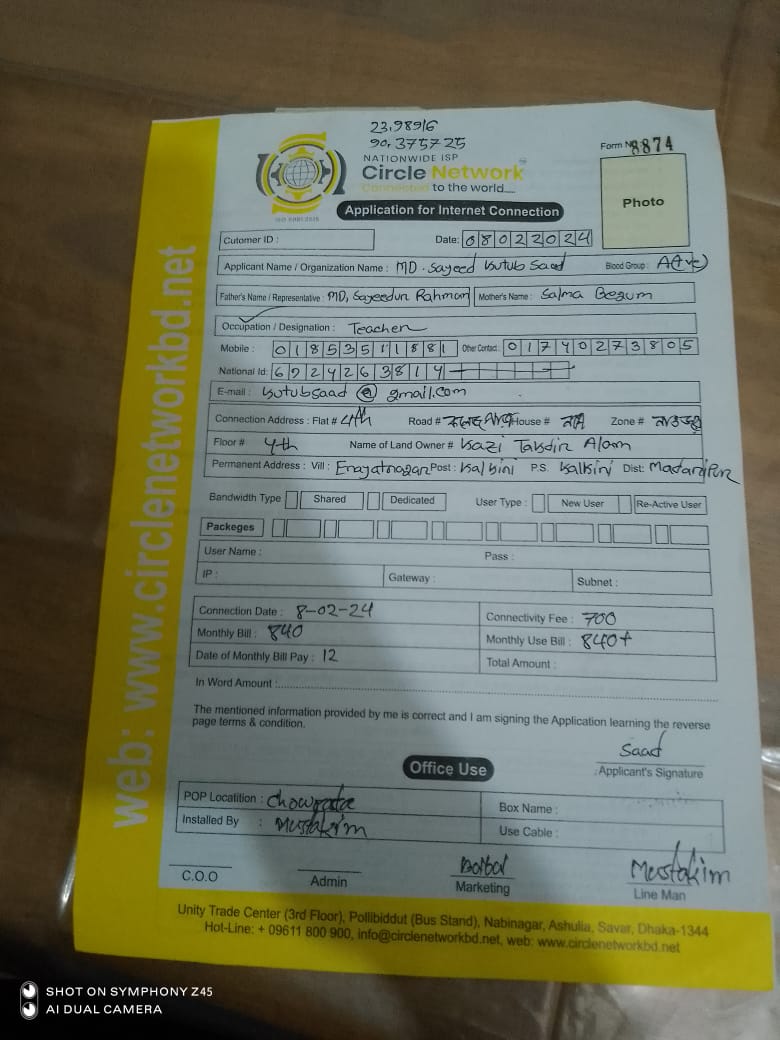 23.98916
90.375725
NATIONWIDE ISP
Circle Network
Connected to the world....
ISO 9001:2015
Form No 8874
Photo
Application for Internet Connection
Cutomer ID :
Date: 08022024
Applicant Name / Organization Name : MD. Sayeed Kutub Saad Blood Group : A(+ve)
Father's Name / Representative : MD, Sayeedur Rahman Mother's Name : Salma Begum
Occupation / Designation : Teacher
Mobile : 01853511881 Other Contact : 01740273805
National Id: 6924263814
E-mail : kutubsaad@gmail.com
Connection Address : Flat # 4th Road # House # Zone #
Floor # 4th Name of Land Owner # Kazi Takdir Alam
Permanent Address : Vill : Enayatnagar Post : Kalkini P.S. Kalkini Dist: Madaripur
Bandwidth Type Shared Dedicated User Type : New User Re-Active User
Packeges
User Name : Pass :
IP : Gateway : Subnet :
Connection Date : 8-02-24 Connectivity Fee : 700
Monthly Bill : 840 Monthly Use Bill : 840+
Date of Monthly Bill Pay : 12 Total Amount :
In Word Amount :
The mentioned information provided by me is correct and I am signing the Application learning the reverse
page terms & condition.
Saad
Applicant's Signature
Office Use
POP Locatition : Chowrasta Box Name :
Installed By : Mustakim Use Cable :
Mustakim
C.O.O Admin Marketing Line Man
Unity Trade Center (3rd Floor), Pollibiddut (Bus Stand), Nabinagar, Ashulia, Savar, Dhaka-1344
Hot-Line: + 09611 800 900, info@circlenetworkbd.net, web: www.circlenetworkbd.net
web: www.circlenetworkbd.net
SHOT ON SYMPHONY Z45
AI DUAL CAMERA